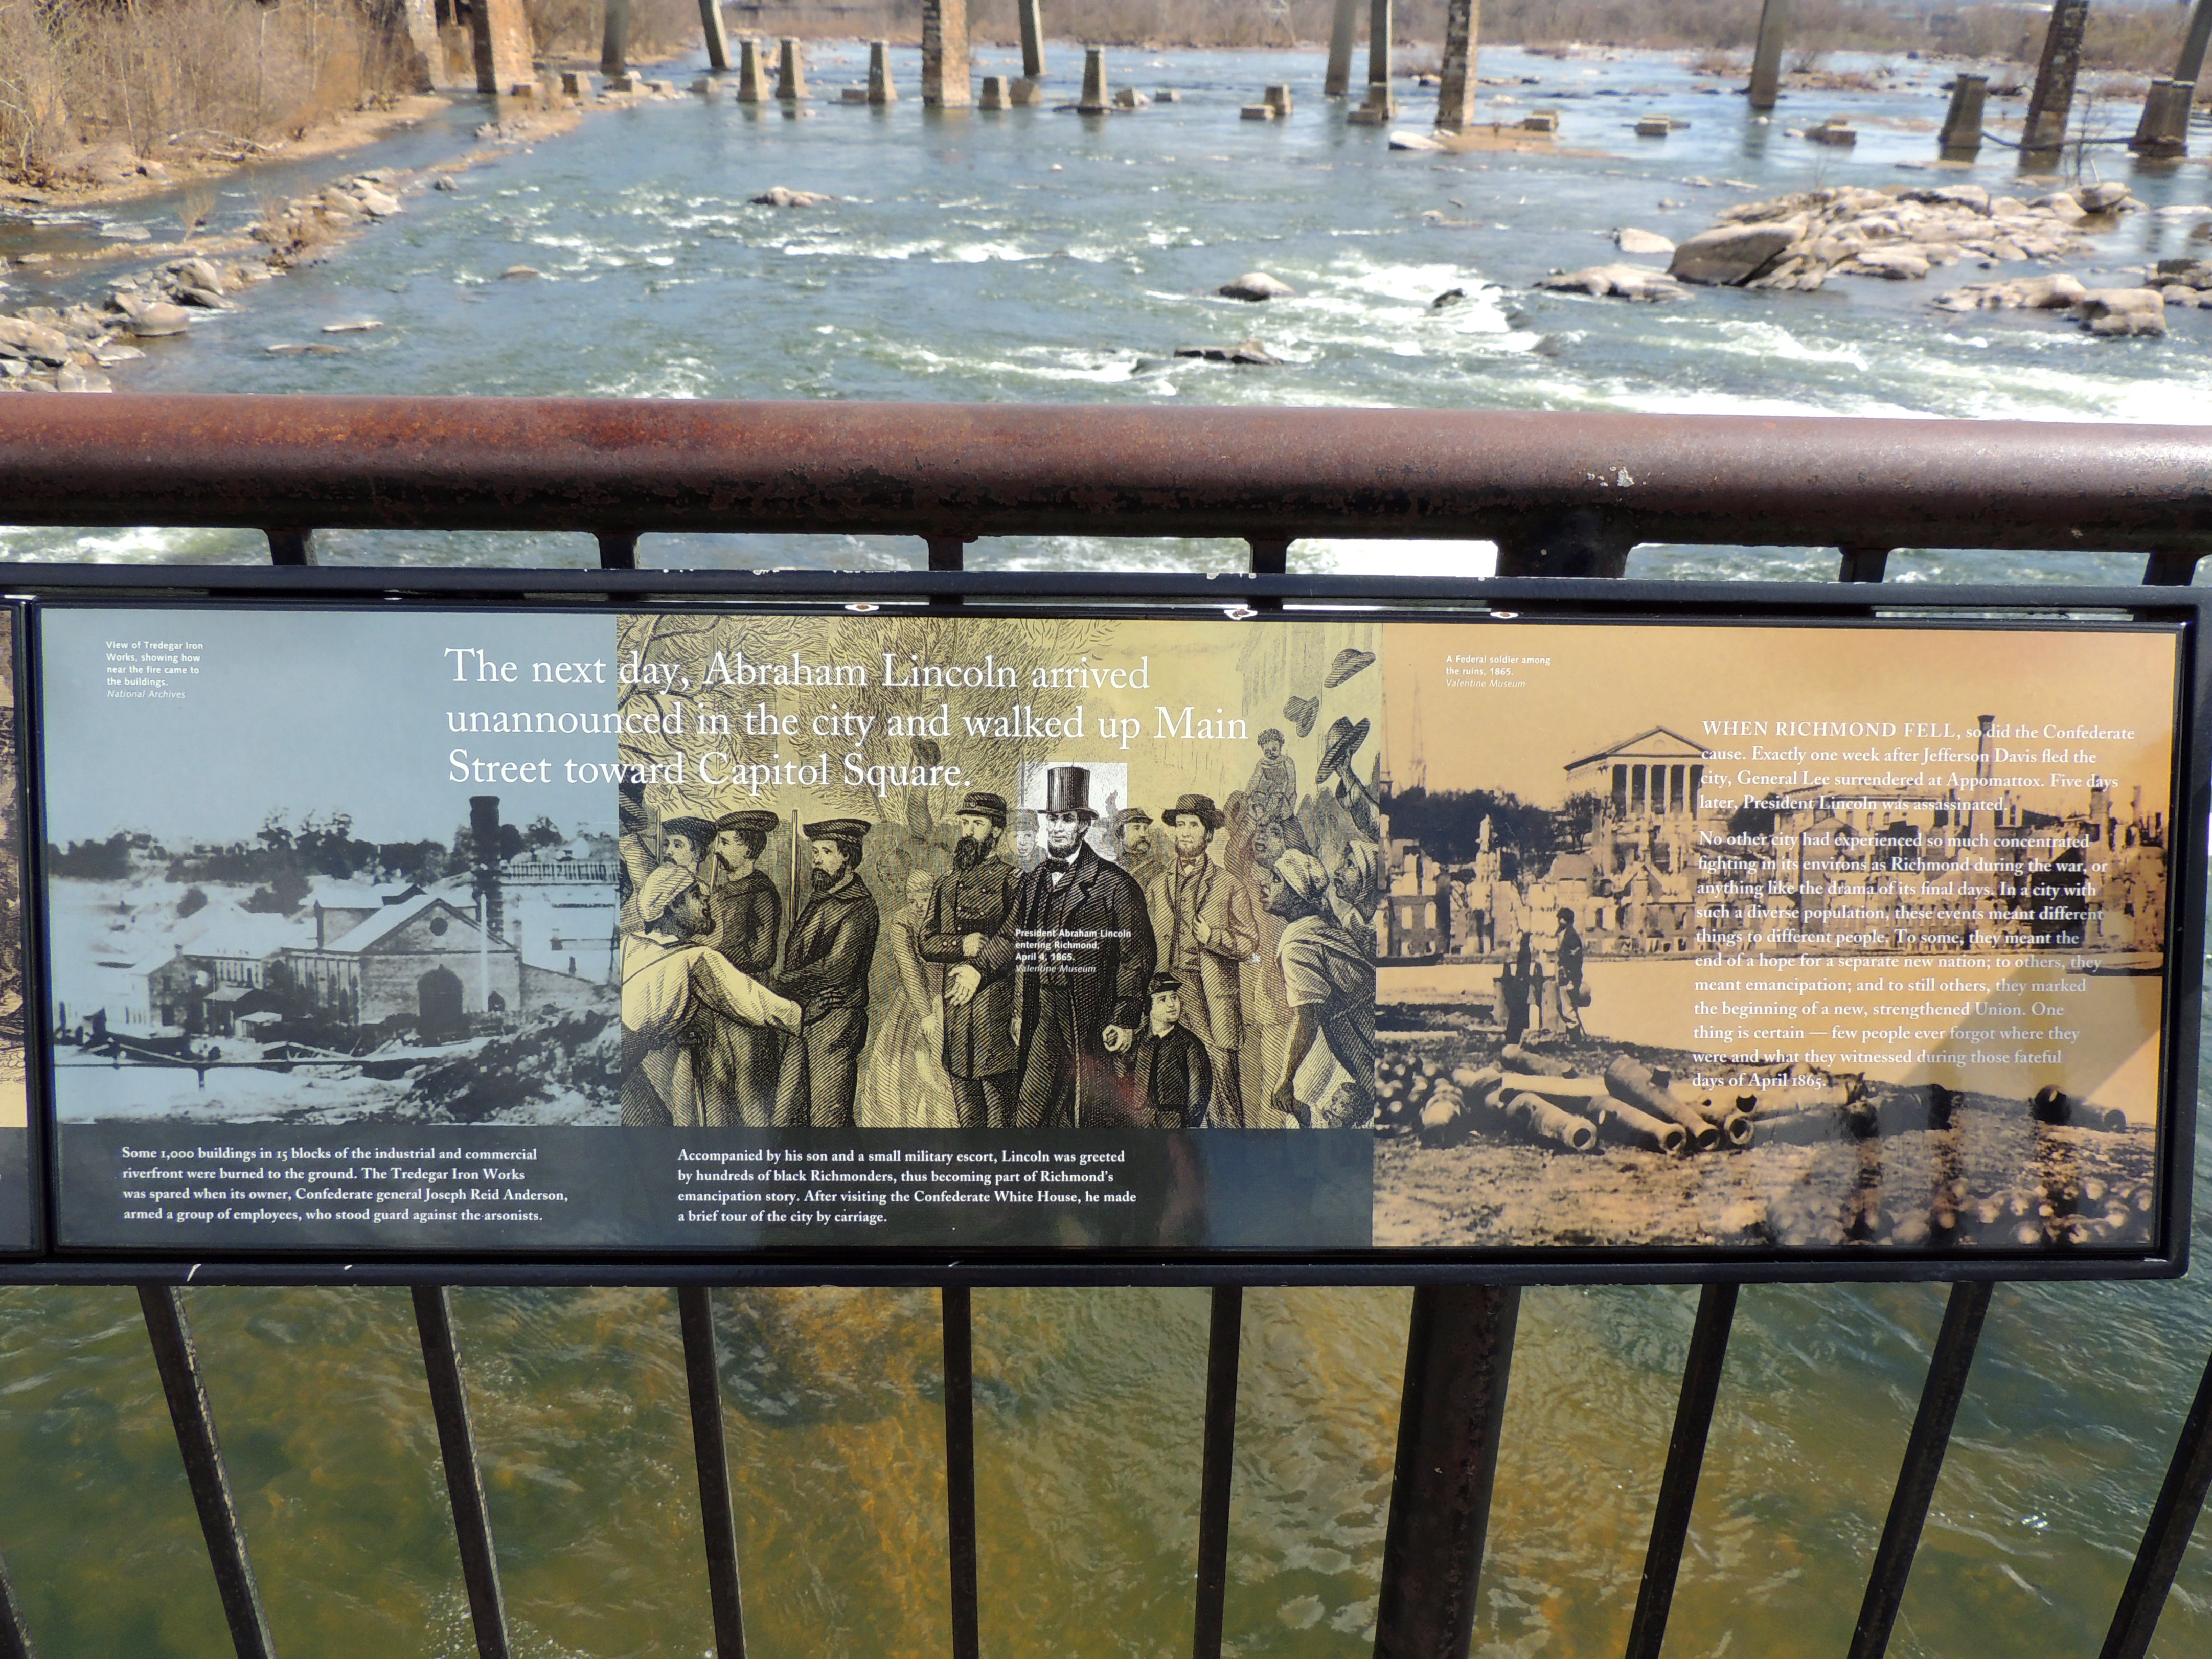 View of Tredegar Iron
Works, showing how
near the fire came to
the buildings.
National Archives
The next day, Abraham Lincoln arrived
unannounced in the city and walked up Main
Street toward Capitol Square.
President Abraham Lincoln
entering Richmond,
April 4, 1865.
Valentine Museum
Some 1,000 buildings in 15 blocks of the industrial and commercial
riverfront were burned to the ground. The Tredegar Iron Works
was spared when its owner, Confederate general Joseph Reid Anderson,
armed a group of employees, who stood guard against the arsonists.
Accompanied by his son and a small military escort, Lincoln was greeted
by hundreds of black Richmonders, thus becoming part of Richmond's
emancipation story. After visiting the Confederate White House, he made
a brief tour of the city by carriage.
A Federal soldier among
the ruins, 1865.
Valentine Museum
WHEN RICHMOND FELL, so did the Confederate
cause. Exactly one week after Jefferson Davis fled the
city, General Lee surrendered at Appomattox. Five days
later, President Lincoln was assassinated.
No other city had experienced so much concentrated
fighting in its environs as Richmond during the war, or
anything like the drama of its final days. In a city with
such a diverse population, these events meant different
things to different people. To some, they meant the
end of a hope for a separate new nation; to others, they
meant emancipation; and to still others, they marked
the beginning of a new, strengthened Union. One
thing is certain — few people ever forgot where they
were and what they witnessed during those fateful
days of April 1865.